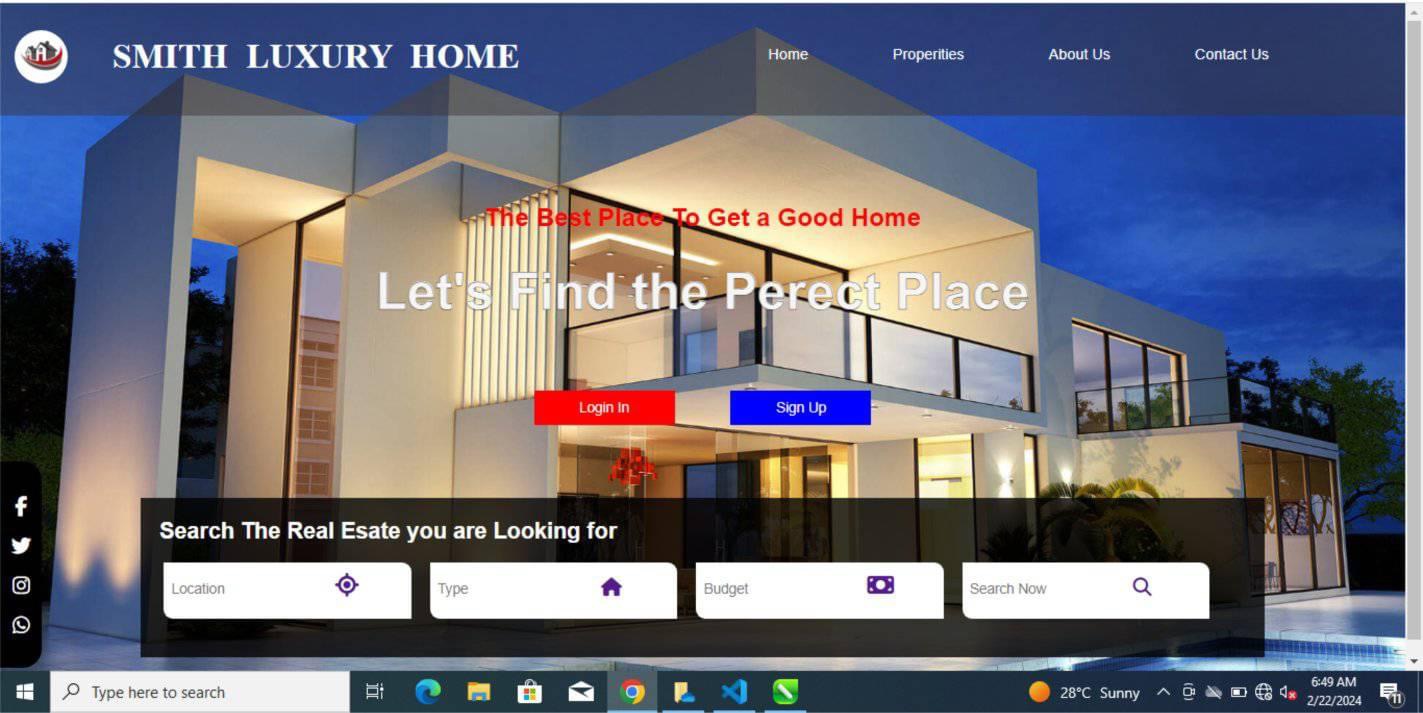 SMITH LUXURY HOME
Home Properities About Us Contact Us
The Best Place To Get a Good Home
Let's Find the Perect Place
Login In Sign Up
Search The Real Esate you are Looking for
Location Type Budget Search Now
Type here to search
28°C Sunny
6:49 AM
2/22/2024
11